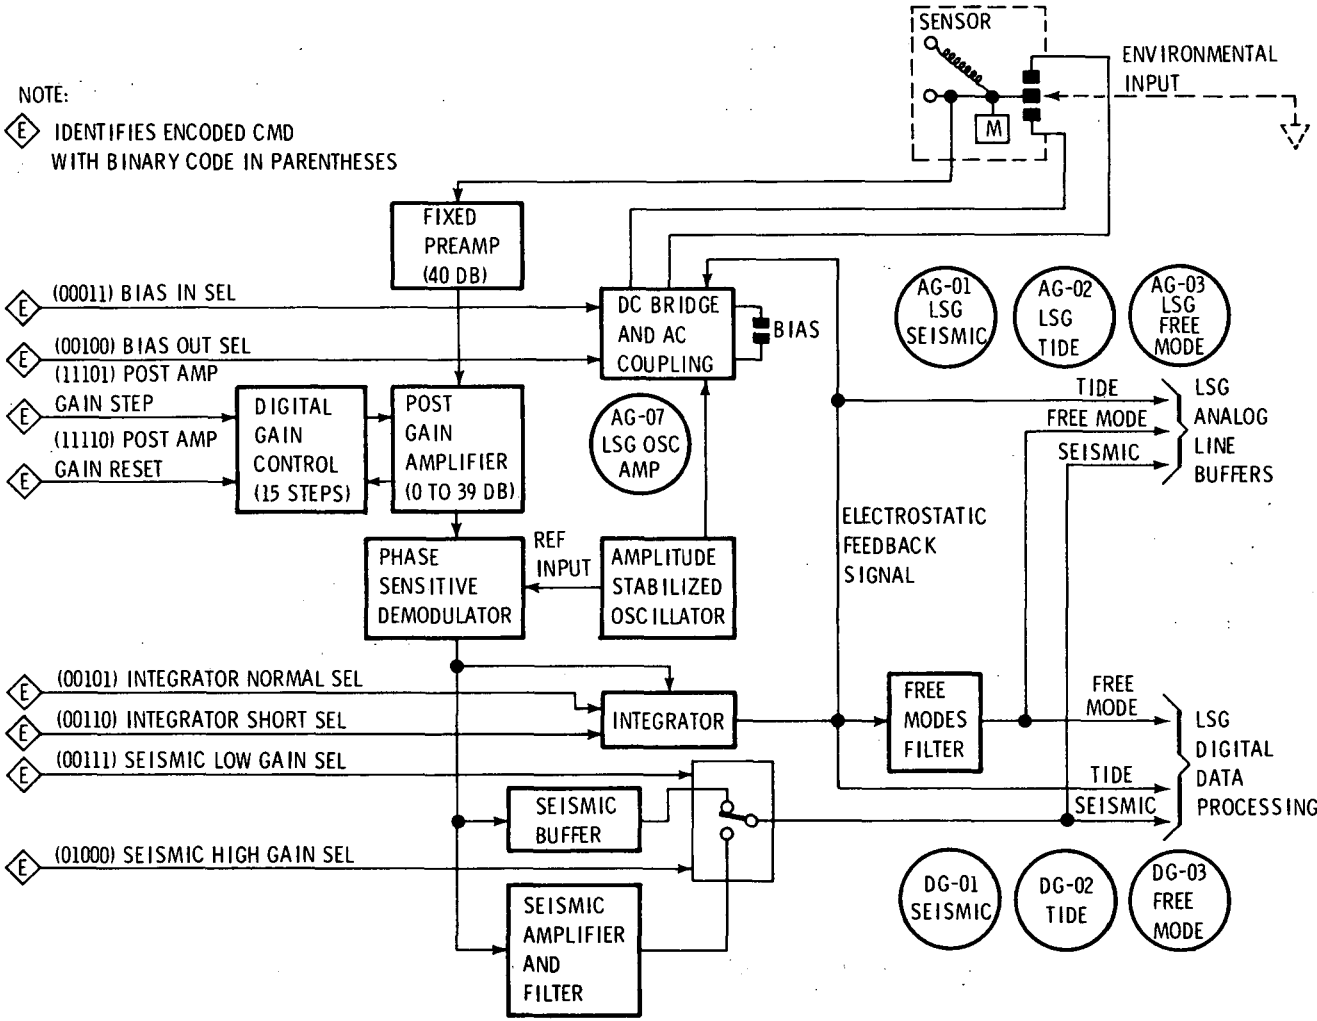 SENSOR
M
ENVIRONMENTAL
INPUT
NOTE:
E IDENTIFIES ENCODED CMD
WITH BINARY CODE IN PARENTHESES
FIXED
PREAMP
(40 DB)
E (00011) BIAS IN SEL
E (00100) BIAS OUT SEL
DC BRIDGE
AND AC
COUPLING
BIAS
AG-01
LSG
SEISMIC
AG-02
LSG
TIDE
AG-03
LSG
FREE
MODE
(11101) POST AMP
E GAIN STEP
(11110) POST AMP
E GAIN RESET
DIGITAL
GAIN
CONTROL
(15 STEPS)
POST
GAIN
AMPLIFIER
(0 TO 39 DB)
AG-07
LSG OSC
AMP
TIDE
FREE MODE
SEISMIC
LSG
ANALOG
LINE
BUFFERS
PHASE
SENSITIVE
DEMODULATOR
REF
INPUT
AMPLITUDE
STABILIZED
OSCILLATOR
ELECTROSTATIC
FEEDBACK
SIGNAL
E (00101) INTEGRATOR NORMAL SEL
E (00110) INTEGRATOR SHORT SEL
E (00111) SEISMIC LOW GAIN SEL
E (01000) SEISMIC HIGH GAIN SEL
INTEGRATOR
FREE
MODES
FILTER
FREE
MODE
TIDE
SEISMIC
LSG
DIGITAL
DATA
PROCESSING
SEISMIC
BUFFER
SEISMIC
AMPLIFIER
AND
FILTER
DG-01
SEISMIC
DG-02
TIDE
DG-03
FREE
MODE